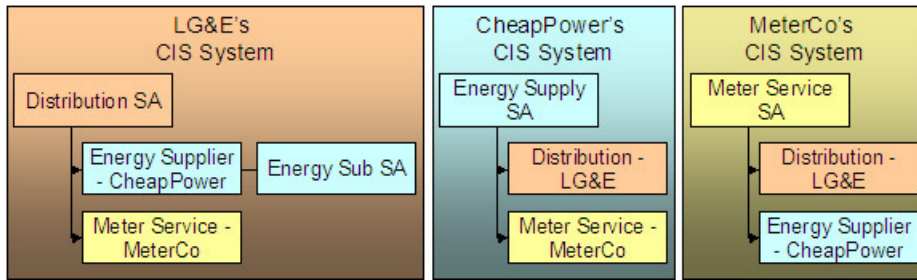 LG&E's
CIS System
Distribution SA
Energy Supplier
- CheapPower
Energy Sub SA
Meter Service -
MeterCo
CheapPower's
CIS System
Energy Supply
SA
Distribution -
LG&E
Meter Service -
MeterCo
MeterCo's
CIS System
Meter Service
SA
Distribution -
LG&E
Energy Supplier
- CheapPower